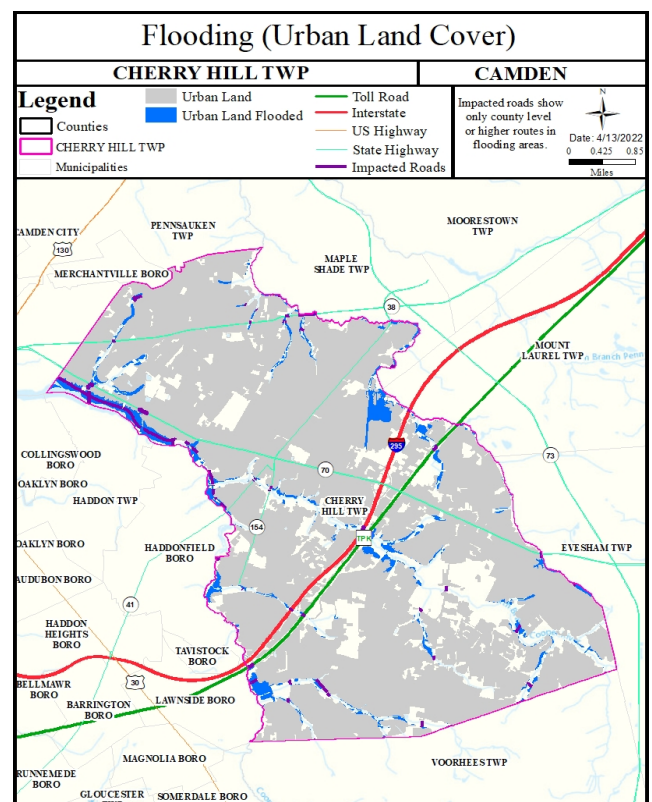 Flooding (Urban Land Cover)
CHERRY HILL TWP
CAMDEN
Legend
Counties
CHERRY HILL TWP
Municipalities
Urban Land
Urban Land Flooded
Toll Road
Interstate
US Highway
State Highway
Impacted Roads
Impacted roads show
only county level
or higher routes in
flooding areas.
N
Date: 4/13/2022
0 0.425 0.85
Miles
CAMDEN CITY
130
PENNSAUKEN
TWP
MOORESTOWN
TWP
MERCHANTVILLE BORO
MAPLE
SHADE TWP
38
MOUNT
LAUREL TWP
Branch Penn
295
COLLINGSWOOD
BORO
70
73
OAKLYN BORO
HADDON TWP
CHERRY
HILL TWP
154
TPK
OAKLYN BORO
HADDONFIELD
BORO
EVESHAM TWP
AUDUBON BORO
41
HADDON
HEIGHTS
BORO
Coop
TAVISTOCK
BORO
BELLMAWR
BORO
30
BARRINGTON
BORO
LAWNSIDE BORO
MAGNOLIA BORO
VOORHEES TWP
RUNNEMEDE
BORO
GLOUCESTER
SOMERDALE BORO